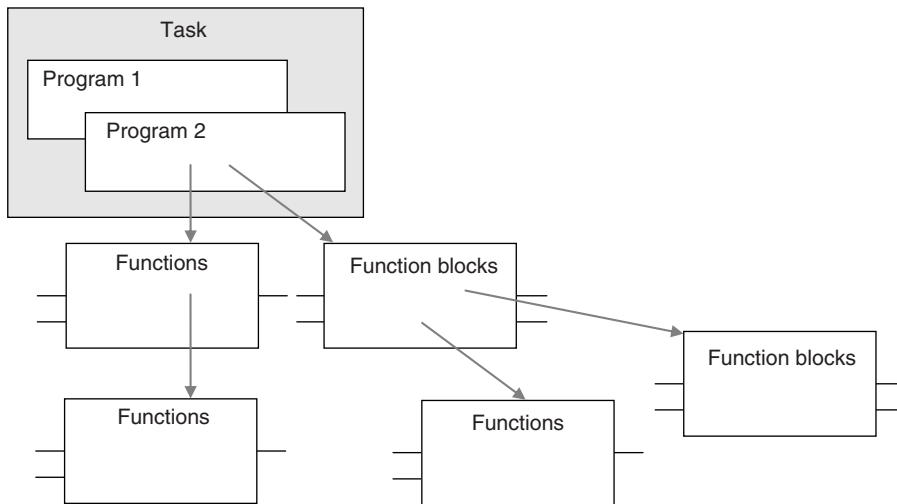 Task
Program 1
Program 2
Functions
Function blocks
Function blocks
Functions
Functions